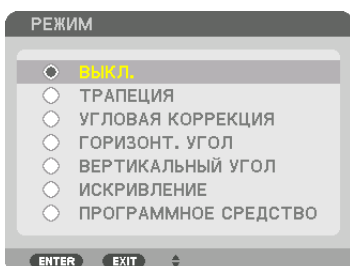 РЕЖИМ
ВЫКЛ.
ТРАПЕЦИЯ
УГЛОВАЯ КОРРЕКЦИЯ
ГОРИЗОНТ. УГОЛ
ВЕРТИКАЛЬНЫЙ УГОЛ
ИСКРИВЛЕНИЕ
ПРОГРАММНОЕ СРЕДСТВО
ENTER EXIT